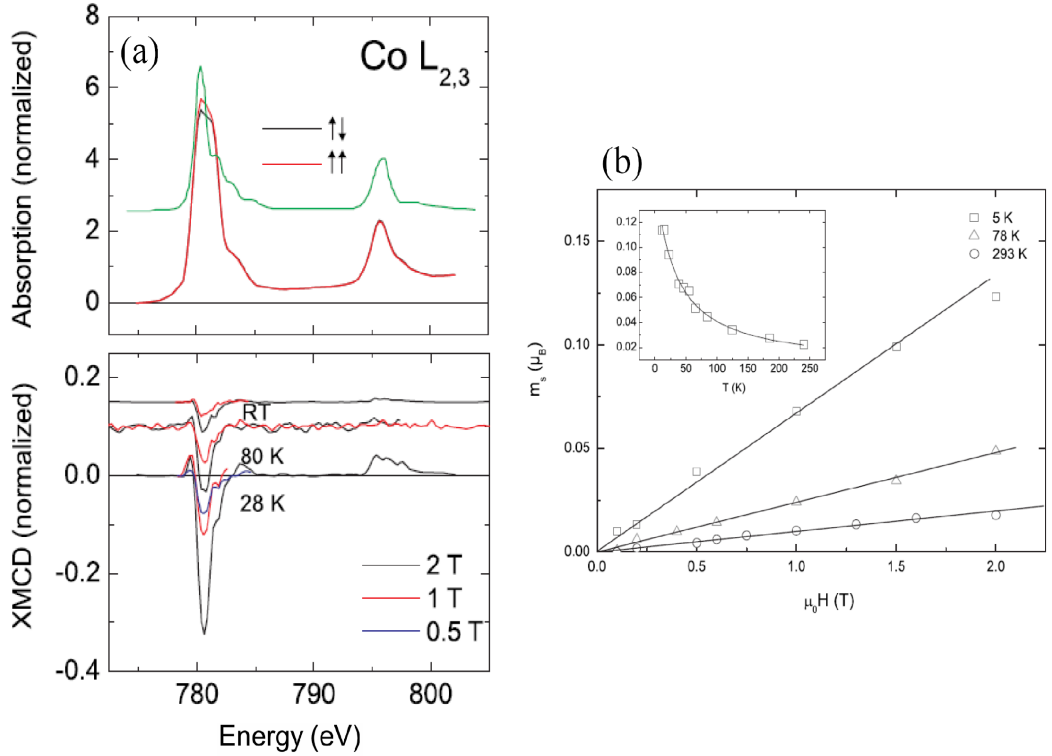 (a)
Co L2,3
↑↓
↑↑
Absorption (normalized)
8
6
4
2
0
RT
80 K
28 K
2 T
1 T
0.5 T
XMCD (normalized)
0.2
0.0
-0.2
-0.4
780
790
800
Energy (eV)
(b)
5 K
78 K
293 K
0.12
0.10
0.08
0.06
0.04
0.02
0 50 100 150 200 250
T (K)
ms (μB)
0.15
0.10
0.05
0.00
0.0 0.5 1.0 1.5 2.0
μ0H (T)